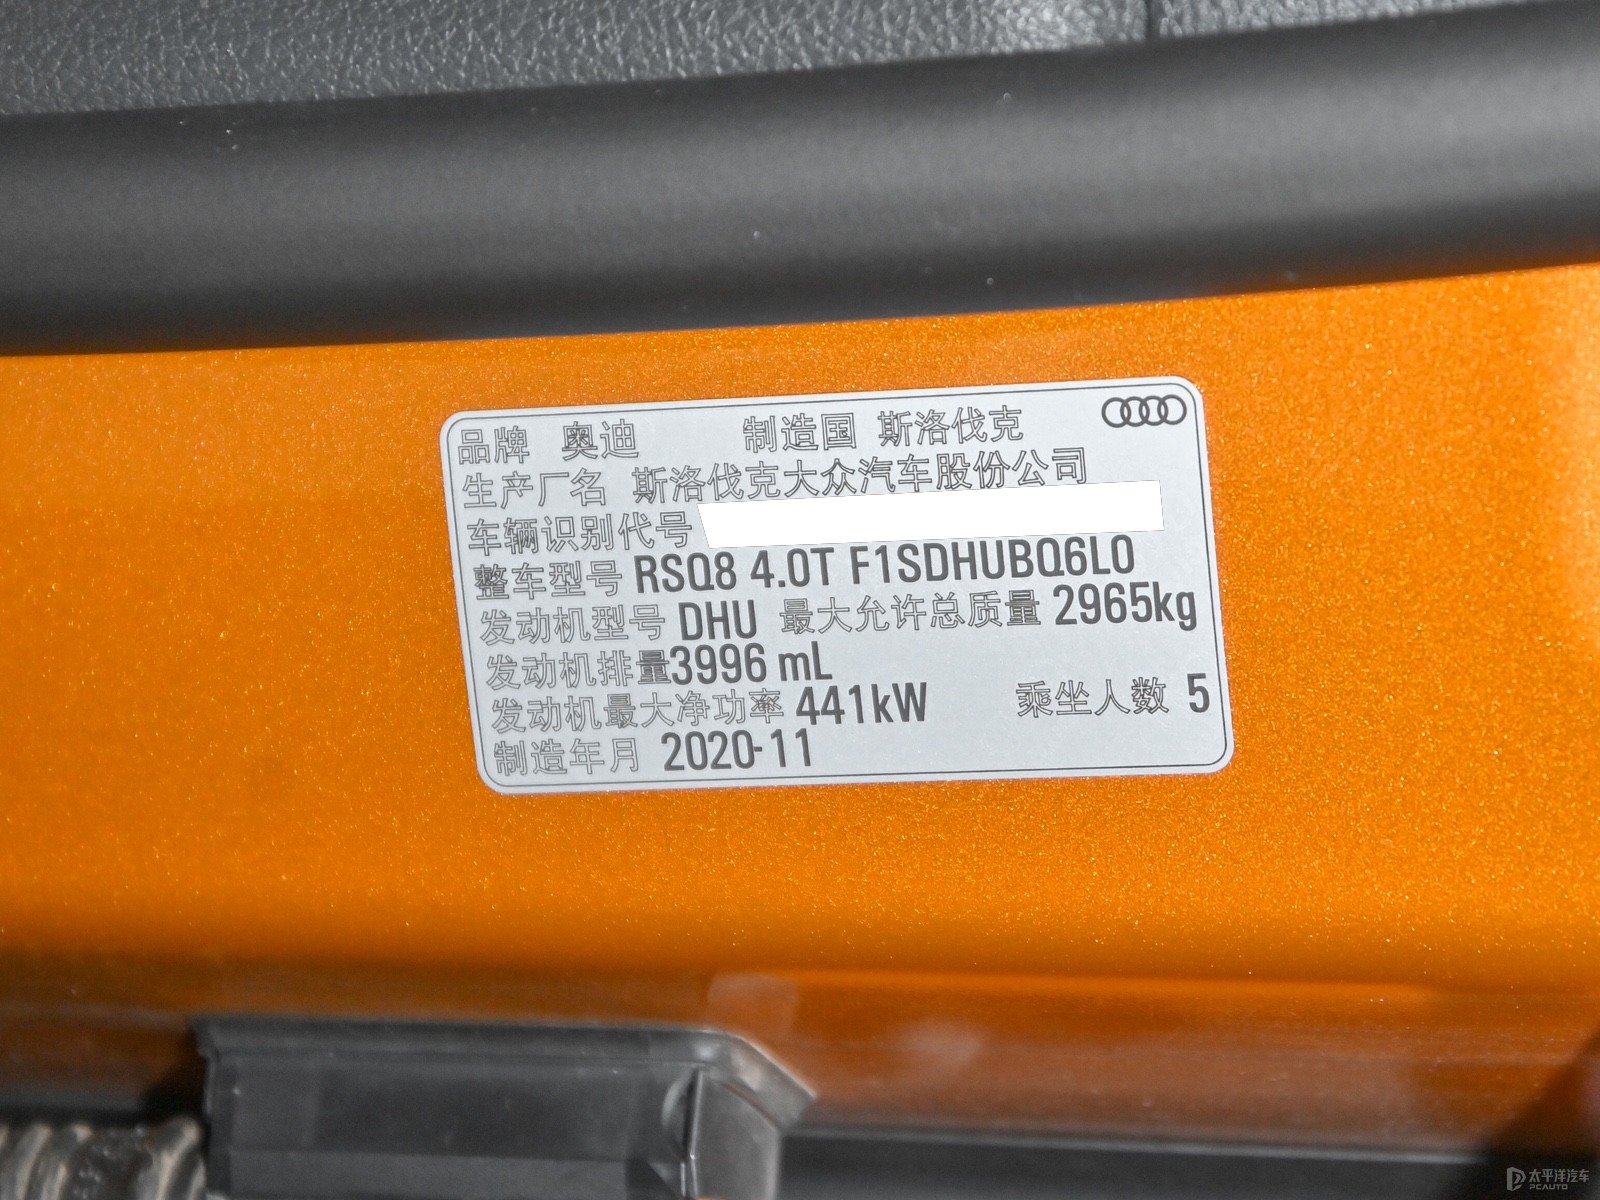 品牌 奥迪 制造国 斯洛伐克
生产厂名 斯洛伐克大众汽车股份公司
车辆识别代号
整车型号 RSQ8 4.0T F1SDHUBQ6L0
发动机型号 DHU 最大允许总质量 2965kg
发动机排量3996 mL
发动机最大净功率 441kW 乘坐人数 5
制造年月 2020-11
太平洋汽车
PCAUTO